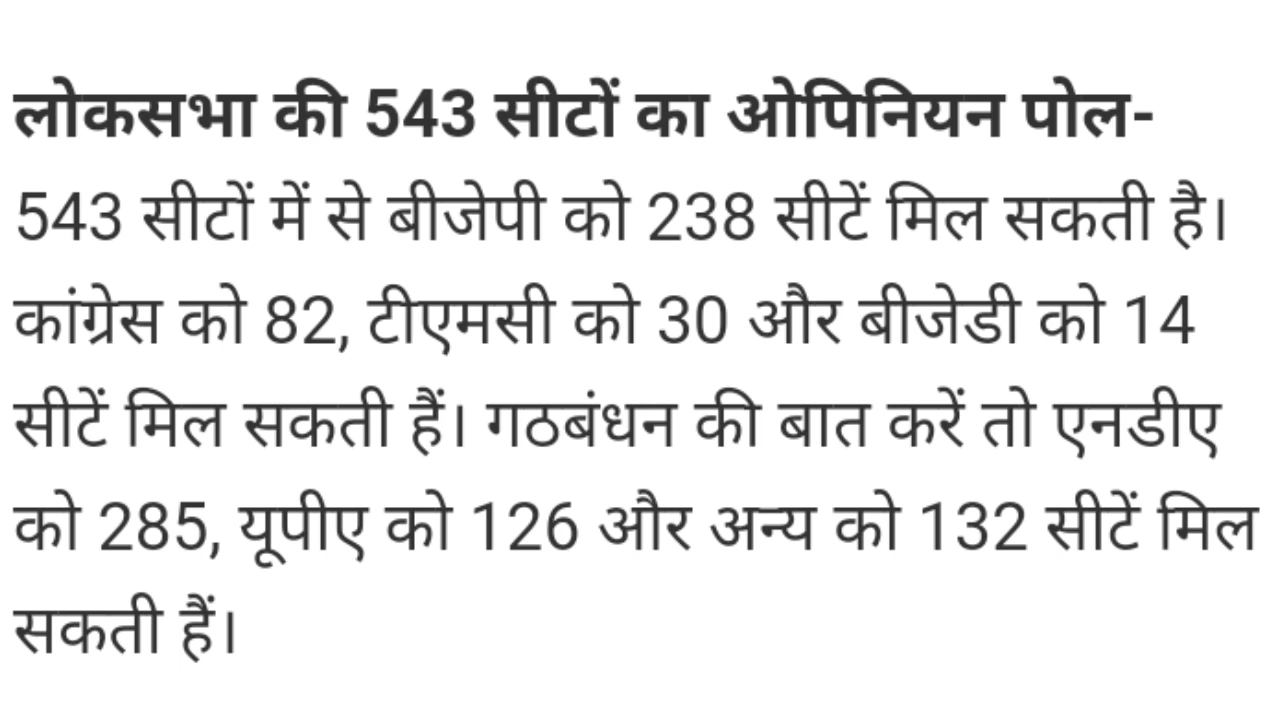 लोकसभा की 543 सीटों का ओपिनियन पोल-
543 सीटों में से बीजेपी को 238 सीटें मिल सकती है।
कांग्रेस को 82, टीएमसी को 30 और बीजेडी को 14
सीटें मिल सकती हैं। गठबंधन की बात करें तो एनडीए
को 285, यूपीए को 126 और अन्य को 132 सीटें मिल
सकती हैं।